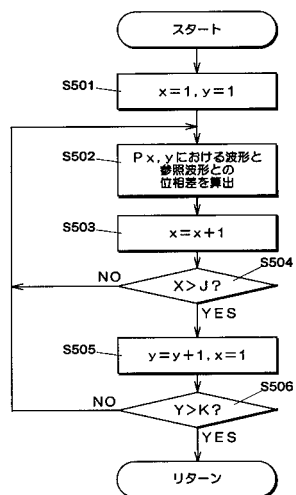 スタート
S501
x=1, y=1
S502
Px, yにおける波形と
参照波形との
位相差を算出
S503
x=x+1
S504
NO
X>J?
YES
S505
y=y+1, x=1
S506
NO
Y>K?
YES
リターン